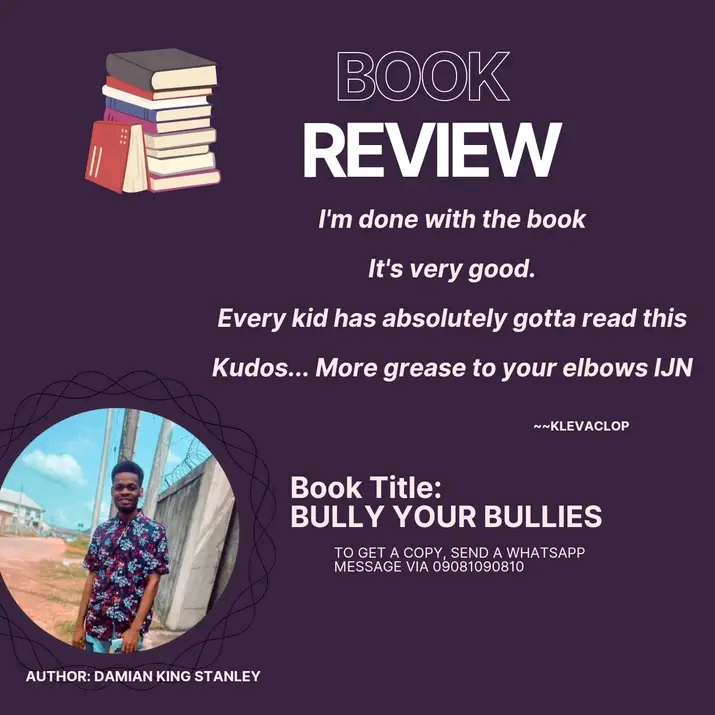 BOOK
REVIEW
I'm done with the book
It's very good.
Every kid has absolutely gotta read this
Kudos... More grease to your elbows IJN
~~KLEVACLOP
Book Title:
BULLY YOUR BULLIES
TO GET A COPY, SEND A WHATSAPP
MESSAGE VIA 09081090810
AUTHOR: DAMIAN KING STANLEY